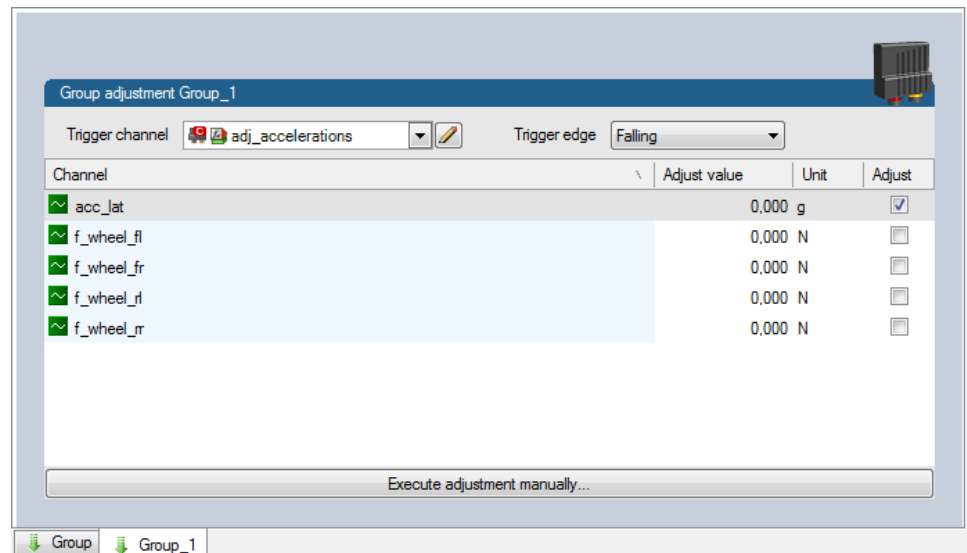 Group adjustment Group_1
Trigger channel adj_accelerations Trigger edge Falling
Channel Adjust value Unit Adjust
acc_lat 0,000 g
f_wheel_fl 0,000 N
f_wheel_fr 0,000 N
f_wheel_rl 0,000 N
f_wheel_rr 0,000 N
Execute adjustment manually...
Group Group_1